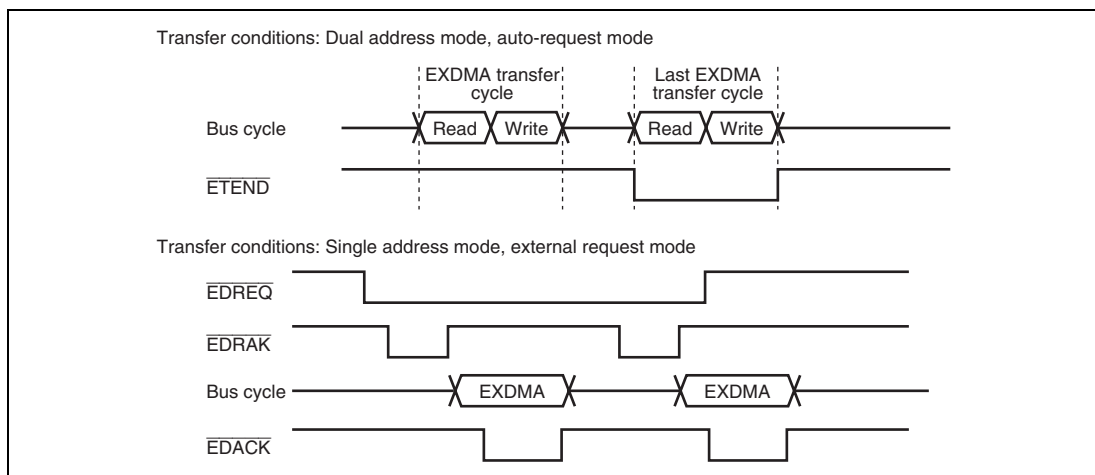 Transfer conditions: Dual address mode, auto-request mode
EXDMA transfer cycle
Last EXDMA transfer cycle
Bus cycle
Read
Write
Read
Write
ETEND
Transfer conditions: Single address mode, external request mode
EDREQ
EDRAK
Bus cycle
EXDMA
EXDMA
EDACK